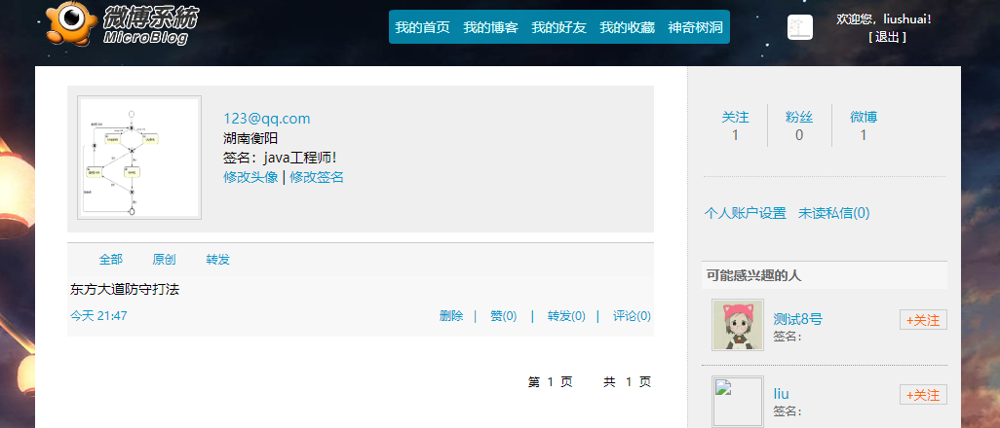 微博系统
MicroBlog
我的首页 我的博客 我的好友 我的收藏 神奇树洞
欢迎您，liushuai!
[ 退出 ]
123@qq.com
湖南衡阳
签名：java工程师！
修改头像 | 修改签名
全部 原创 转发
东方大道防守打法
今天 21:47 删除 | 赞(0) | 转发(0) | 评论(0)
第 1 页 共 1 页
关注 粉丝 微博
1 0 1
个人账户设置 未读私信(0)
可能感兴趣的人
测试8号 +关注
签名：
liu +关注
签名：